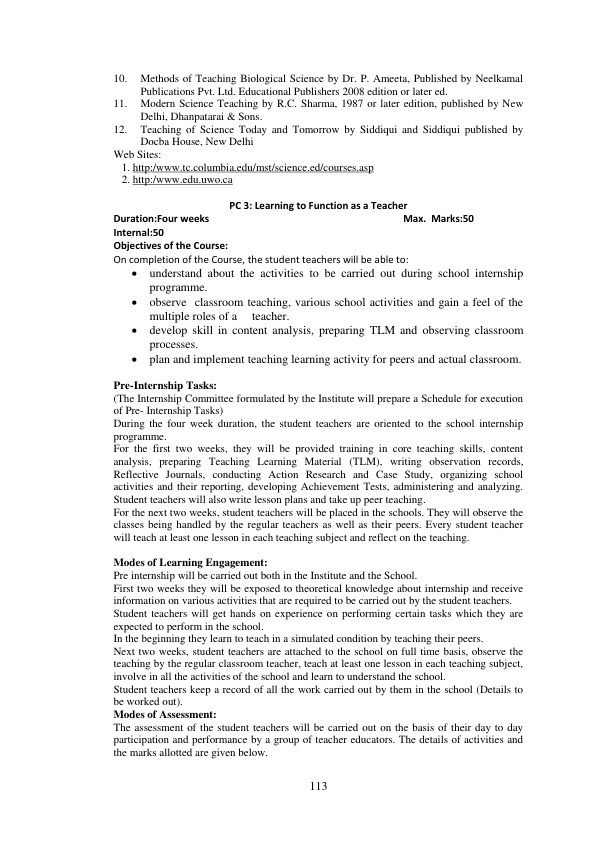 10. Methods of Teaching Biological Science by Dr. P. Ameeta, Published by Neelkamal
Publications Pvt. Ltd. Educational Publishers 2008 edition or later ed.
11. Modern Science Teaching by R.C. Sharma, 1987 or later edition, published by New
Delhi, Dhanpatarai & Sons.
12. Teaching of Science Today and Tomorrow by Siddiqui and Siddiqui published by
Docba House, New Delhi
Web Sites:
1. http:/www.tc.columbia.edu/mst/science.ed/courses.asp
2. http:/www.edu.uwo.ca
PC 3: Learning to Function as a Teacher
Duration:Four weeks Max. Marks:50
Internal:50
Objectives of the Course:
On completion of the Course, the student teachers will be able to:
• understand about the activities to be carried out during school internship
programme.
• observe classroom teaching, various school activities and gain a feel of the
multiple roles of a teacher.
• develop skill in content analysis, preparing TLM and observing classroom
processes.
• plan and implement teaching learning activity for peers and actual classroom.
Pre-Internship Tasks:
(The Internship Committee formulated by the Institute will prepare a Schedule for execution
of Pre- Internship Tasks)
During the four week duration, the student teachers are oriented to the school internship
programme.
For the first two weeks, they will be provided training in core teaching skills, content
analysis, preparing Teaching Learning Material (TLM), writing observation records,
Reflective Journals, conducting Action Research and Case Study, organizing school
activities and their reporting, developing Achievement Tests, administering and analyzing.
Student teachers will also write lesson plans and take up peer teaching.
For the next two weeks, student teachers will be placed in the schools. They will observe the
classes being handled by the regular teachers as well as their peers. Every student teacher
will teach at least one lesson in each teaching subject and reflect on the teaching.
Modes of Learning Engagement:
Pre internship will be carried out both in the Institute and the School.
First two weeks they will be exposed to theoretical knowledge about internship and receive
information on various activities that are required to be carried out by the student teachers.
Student teachers will get hands on experience on performing certain tasks which they are
expected to perform in the school.
In the beginning they learn to teach in a simulated condition by teaching their peers.
Next two weeks, student teachers are attached to the school on full time basis, observe the
teaching by the regular classroom teacher, teach at least one lesson in each teaching subject,
involve in all the activities of the school and learn to understand the school.
Student teachers keep a record of all the work carried out by them in the school (Details to
be worked out).
Modes of Assessment:
The assessment of the student teachers will be carried out on the basis of their day to day
participation and performance by a group of teacher educators. The details of activities and
the marks allotted are given below.
113